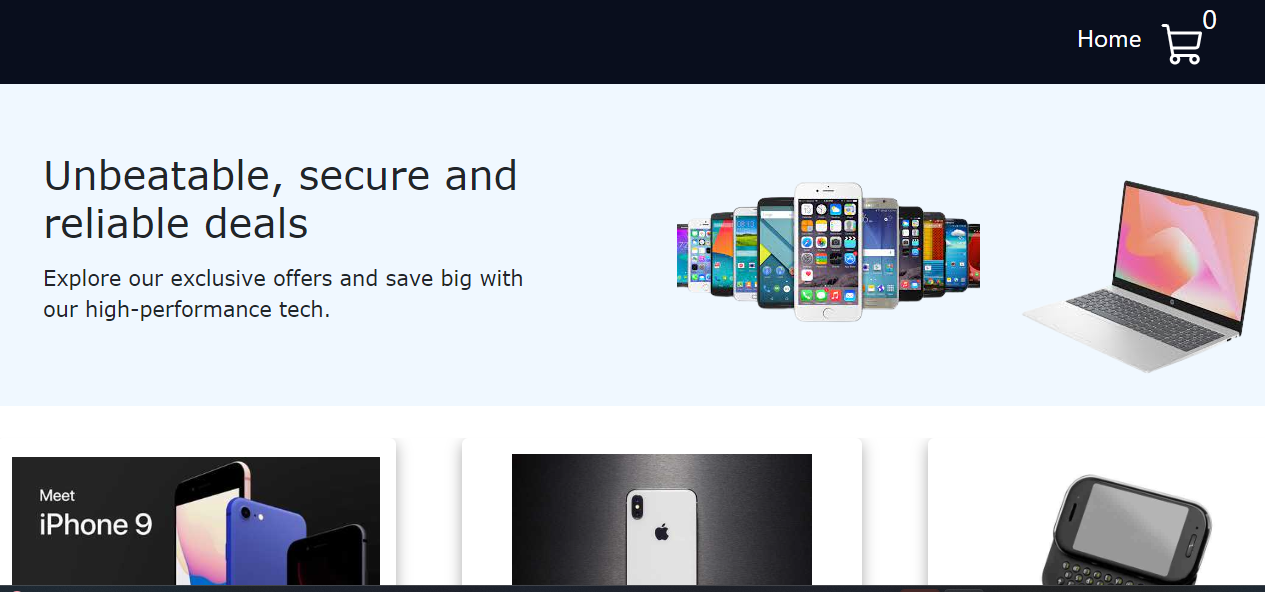 Home
0
Unbeatable, secure and
reliable deals
Explore our exclusive offers and save big with
our high-performance tech.
Meet
iPhone 9